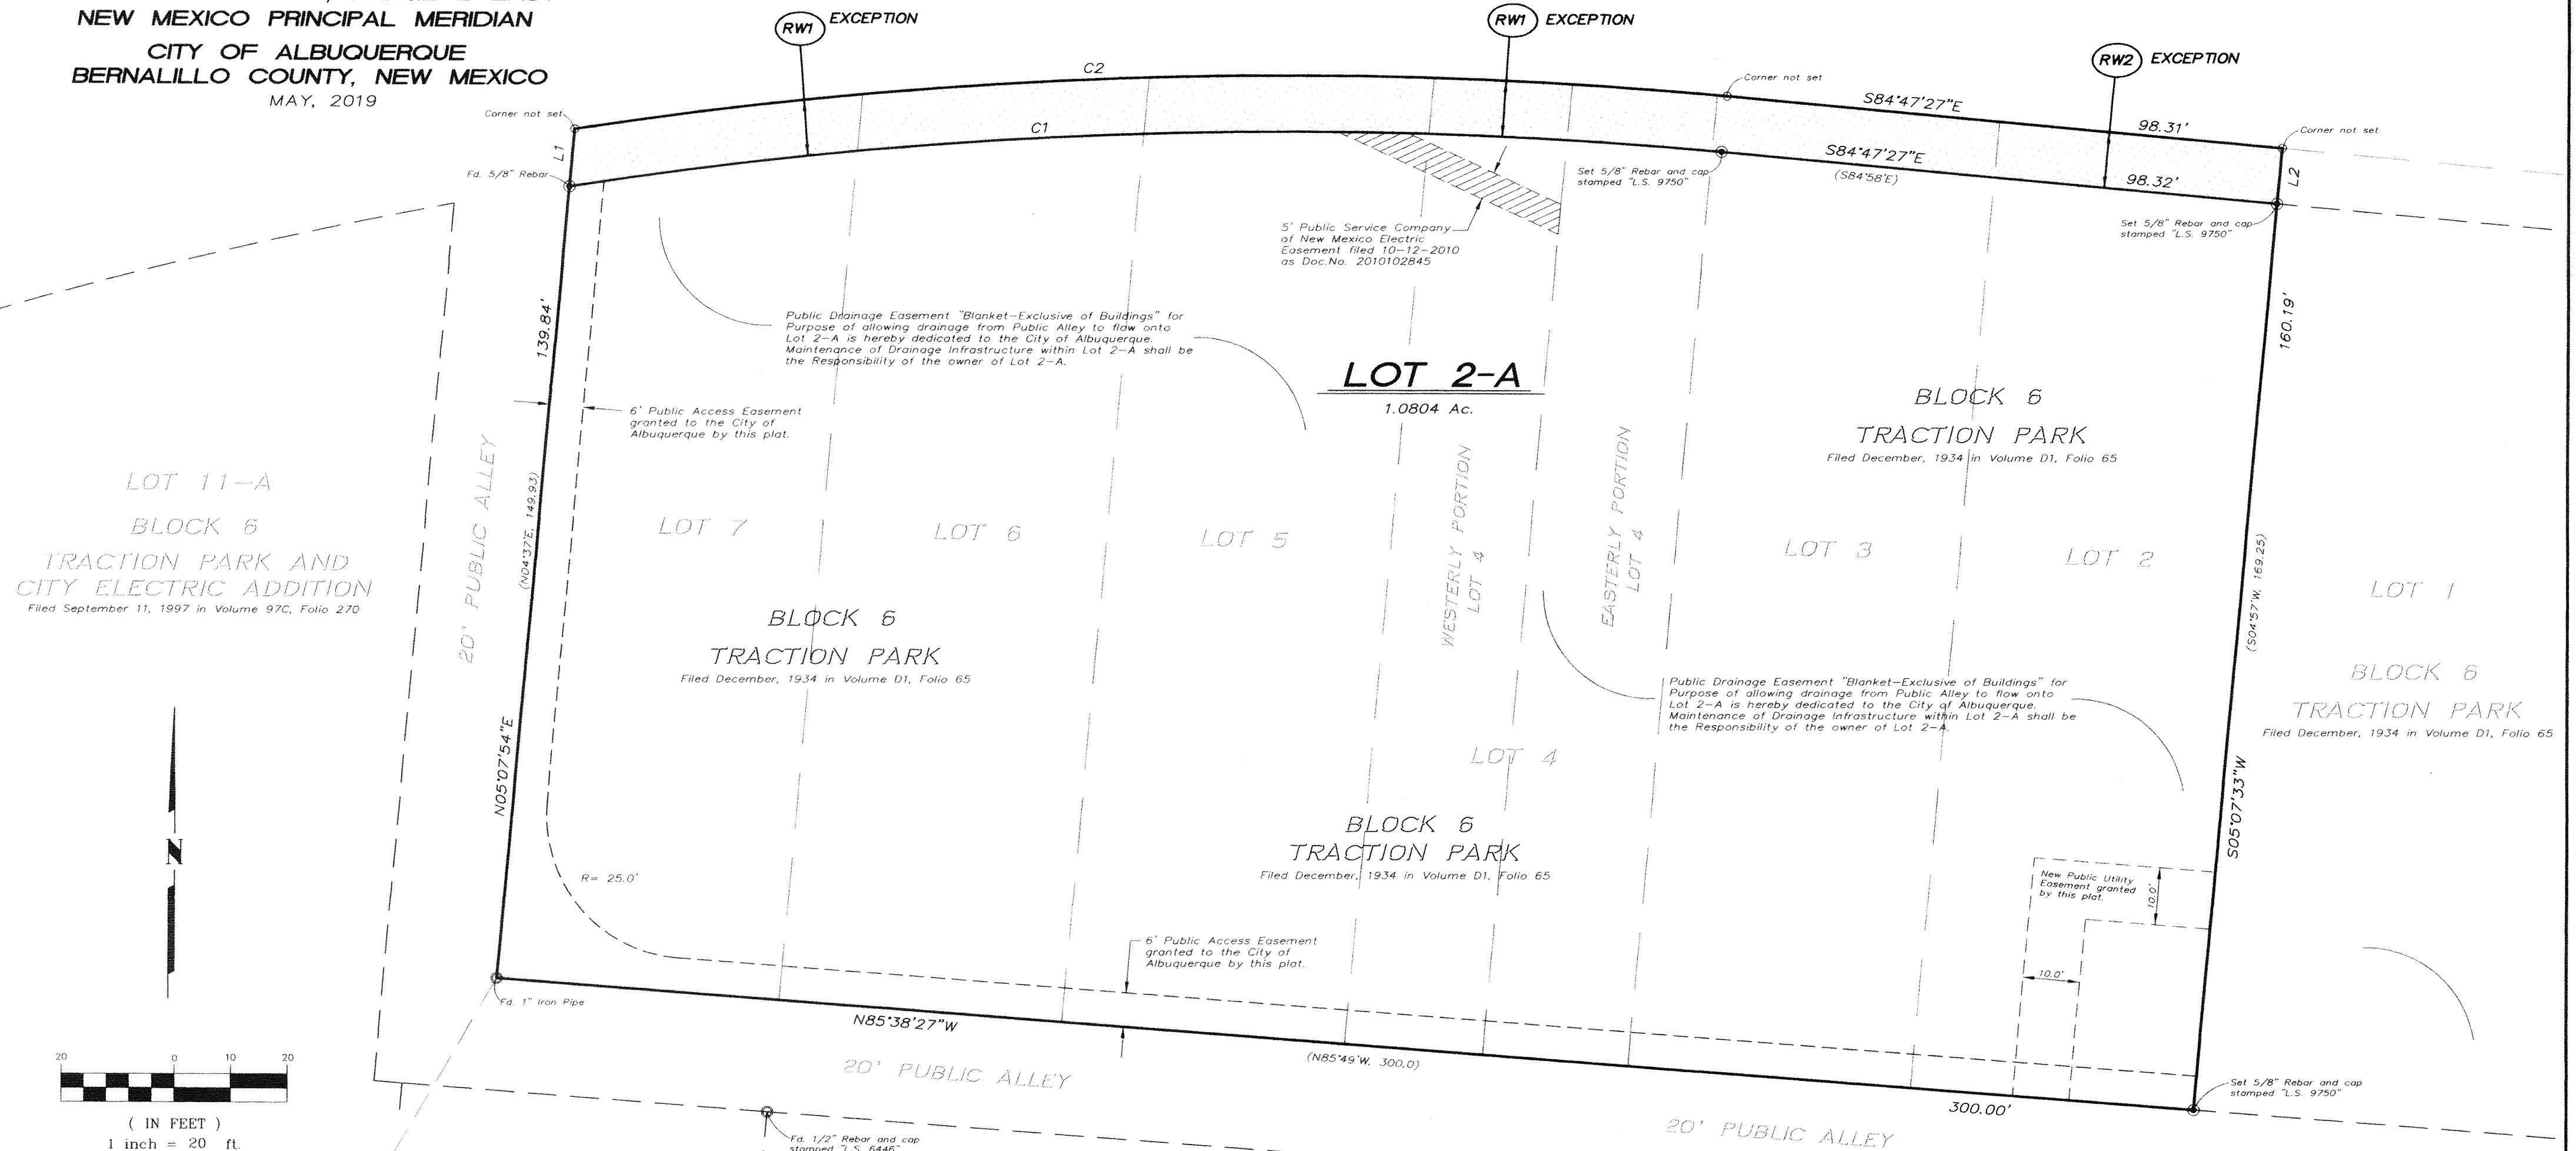 NEW MEXICO PRINCIPAL MERIDIAN
CITY OF ALBUQUERQUE
BERNALILLO COUNTY, NEW MEXICO
MAY, 2019
RW1
EXCEPTION
RW1
EXCEPTION
RW2
EXCEPTION
C2
C1
Corner not set
Corner not set
Corner not set
S84°47'27"E
98.31'
S84°47'27"E
(S84°58'E)
98.32'
L1
L2
Fd. 5/8" Rebar
Set 5/8" Rebar and cap
stamped "L.S. 9750"
Set 5/8" Rebar and cap
stamped "L.S. 9750"
5' Public Service Company
of New Mexico Electric
Easement filed 10-12-2010
as Doc.No. 2010102845
139.84'
(N04°37'E, 149.93)
N05°07'54"E
160.19'
(S04°57'W, 169.25)
S05°07'33"W
Public Drainage Easement "Blanket-Exclusive of Buildings" for
Purpose of allowing drainage from Public Alley to flow onto
Lot 2-A is hereby dedicated to the City of Albuquerque.
Maintenance of Drainage Infrastructure within Lot 2-A shall be
the Responsibility of the owner of Lot 2-A.
LOT 2-A
1.0804 Ac.
6' Public Access Easement
granted to the City of
Albuquerque by this plat.
BLOCK 6
TRACTION PARK
Filed December, 1934 in Volume D1, Folio 65
LOT 11-A
BLOCK 6
TRACTION PARK AND
CITY ELECTRIC ADDITION
Filed September 11, 1997 in Volume 97C, Folio 270
20' PUBLIC ALLEY
LOT 7
LOT 6
LOT 5
WESTERLY PORTION
LOT 4
EASTERLY PORTION
LOT 4
LOT 3
LOT 2
LOT 1
BLOCK 6
TRACTION PARK
Filed December, 1934 in Volume D1, Folio 65
BLOCK 6
TRACTION PARK
Filed December, 1934 in Volume D1, Folio 65
Public Drainage Easement "Blanket-Exclusive of Buildings" for
Purpose of allowing drainage from Public Alley to flow onto
Lot 2-A is hereby dedicated to the City of Albuquerque.
Maintenance of Drainage Infrastructure within Lot 2-A shall be
the Responsibility of the owner of Lot 2-A.
LOT 4
BLOCK 6
TRACTION PARK
Filed December, 1934 in Volume D1, Folio 65
N
R= 25.0'
New Public Utility
Easement granted
by this plat.
10.0'
10.0'
6' Public Access Easement
granted to the City of
Albuquerque by this plat.
Fd. 1" Iron Pipe
N85°38'27"W
(N85°49'W, 300.0)
300.00'
20' PUBLIC ALLEY
20' PUBLIC ALLEY
Set 5/8" Rebar and cap
stamped "L.S. 9750"
Fd. 1/2" Rebar and cap
stamped "L.S. 6446"
20 0 10 20
( IN FEET )
1 inch = 20 ft.